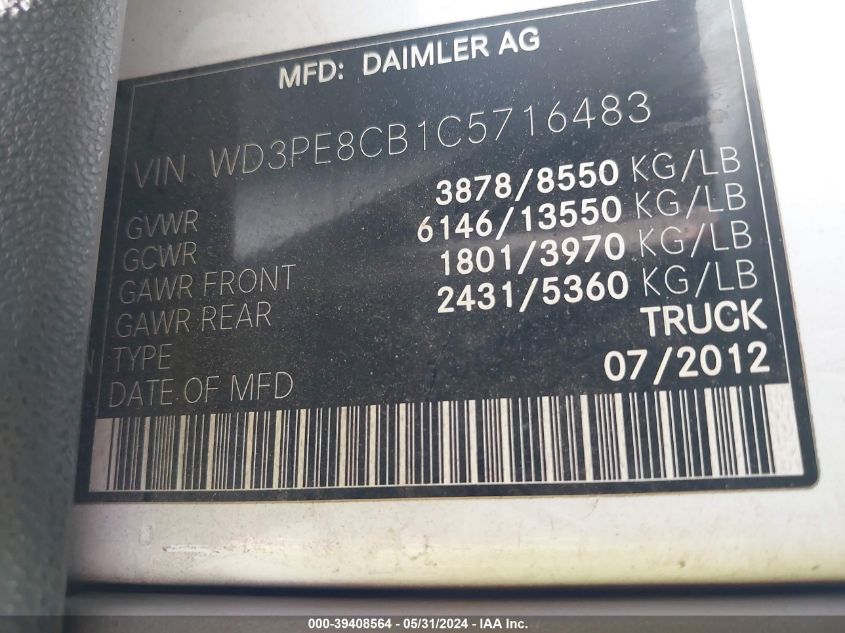 MFD: DAIMLER AG
VIN WD3PE8CB1C5716483
GVWR 3878/8550 KG/LB
GCWR 6146/13550 KG/LB
GAWR FRONT 1801/3970 KG/LB
GAWR REAR 2431/5360 KG/LB
TYPE TRUCK
DATE OF MFD 07/2012
000-39408564 - 05/31/2024 - IAA Inc.